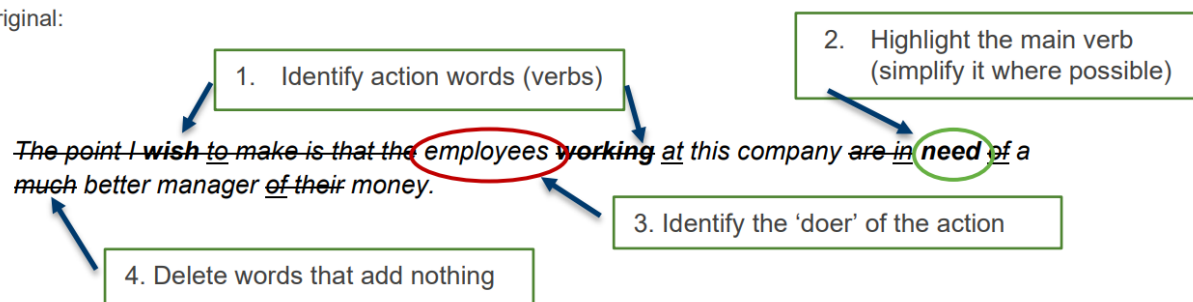 riginal:
2. Highlight the main verb
(simplify it where possible)
1. Identify action words (verbs)
The point I wish to make is that the employees working at this company are in need of a
much better manager of their money.
3. Identify the ‘doer’ of the action
4. Delete words that add nothing